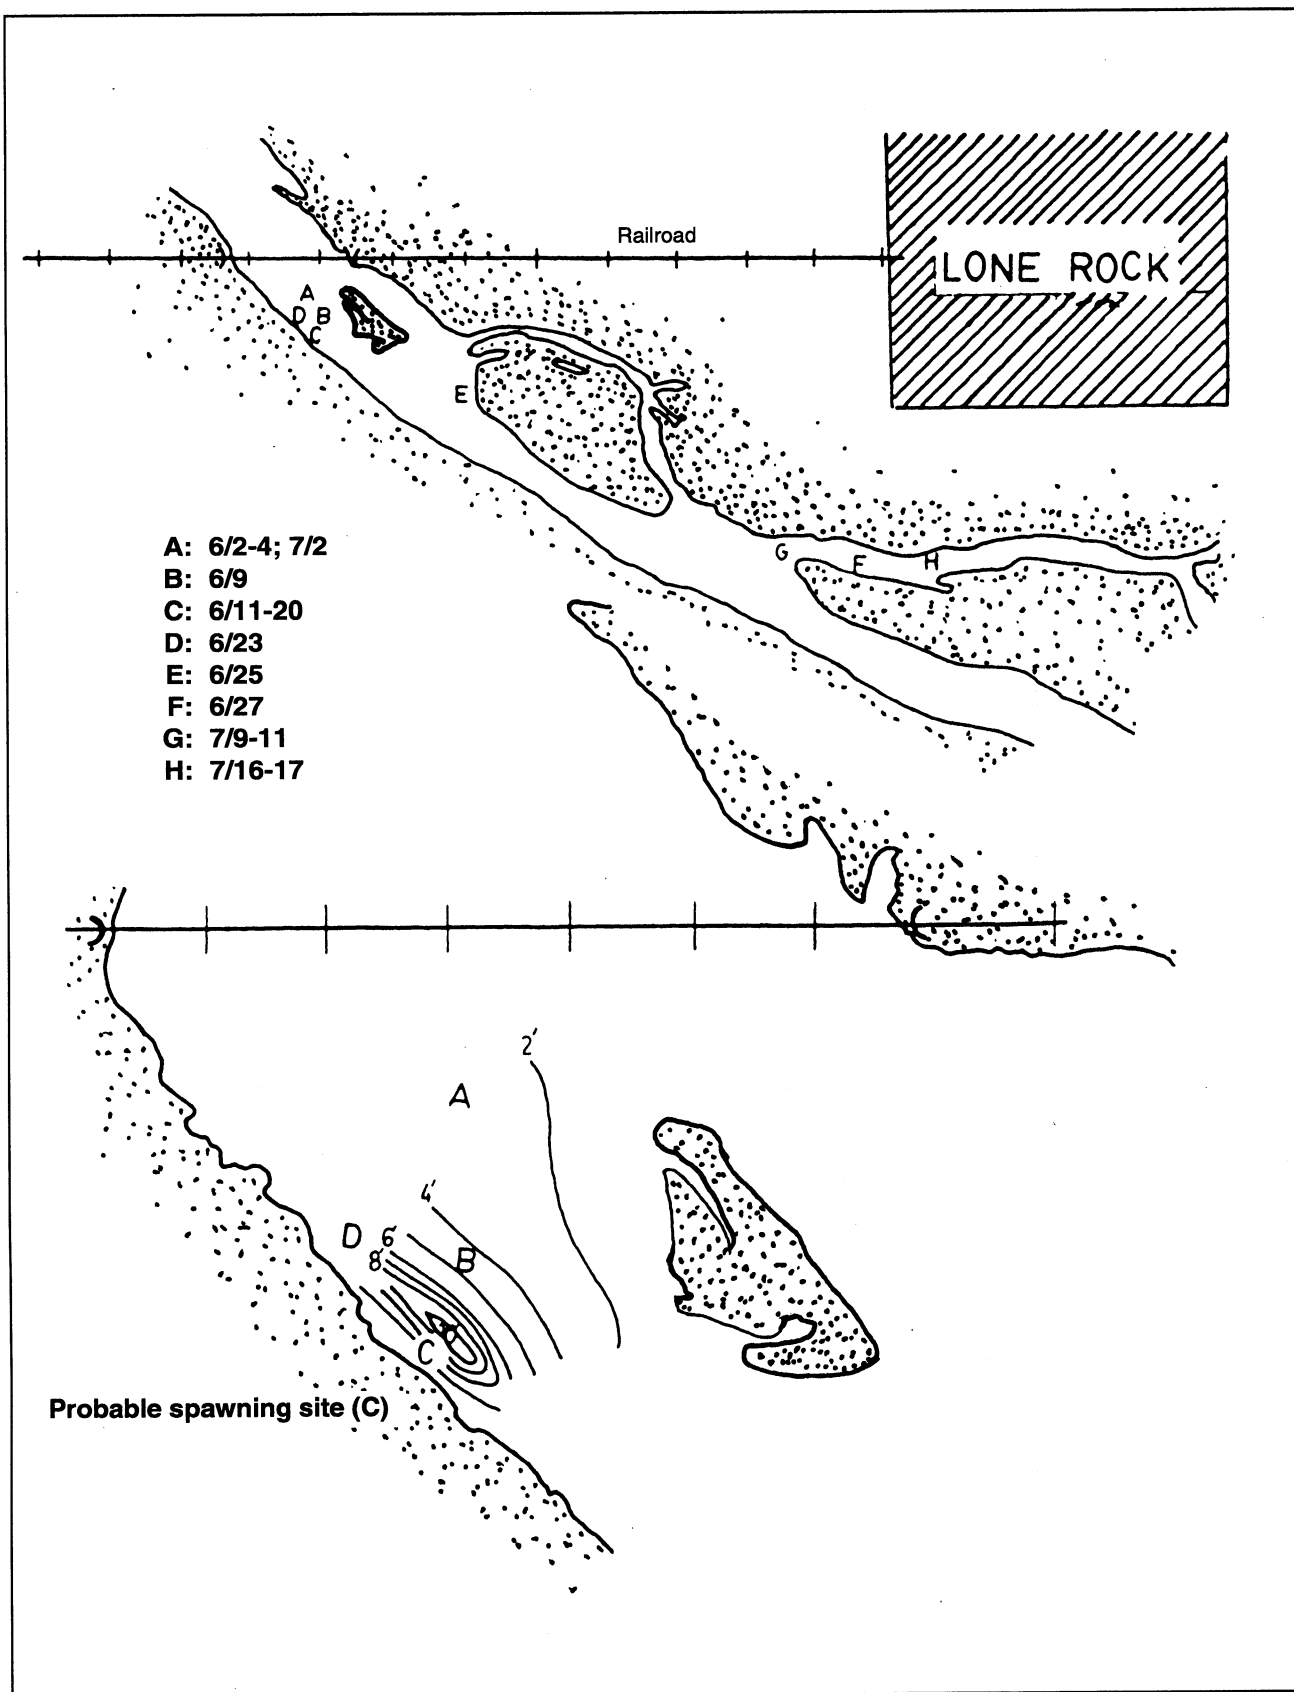 Railroad
LONE ROCK
A
D B
C
E
G F H
A: 6/2-4; 7/2
B: 6/9
C: 6/11-20
D: 6/23
E: 6/25
F: 6/27
G: 7/9-11
H: 7/16-17
2'
A
4'
D 6'
B
8'
C
Probable spawning site (C)